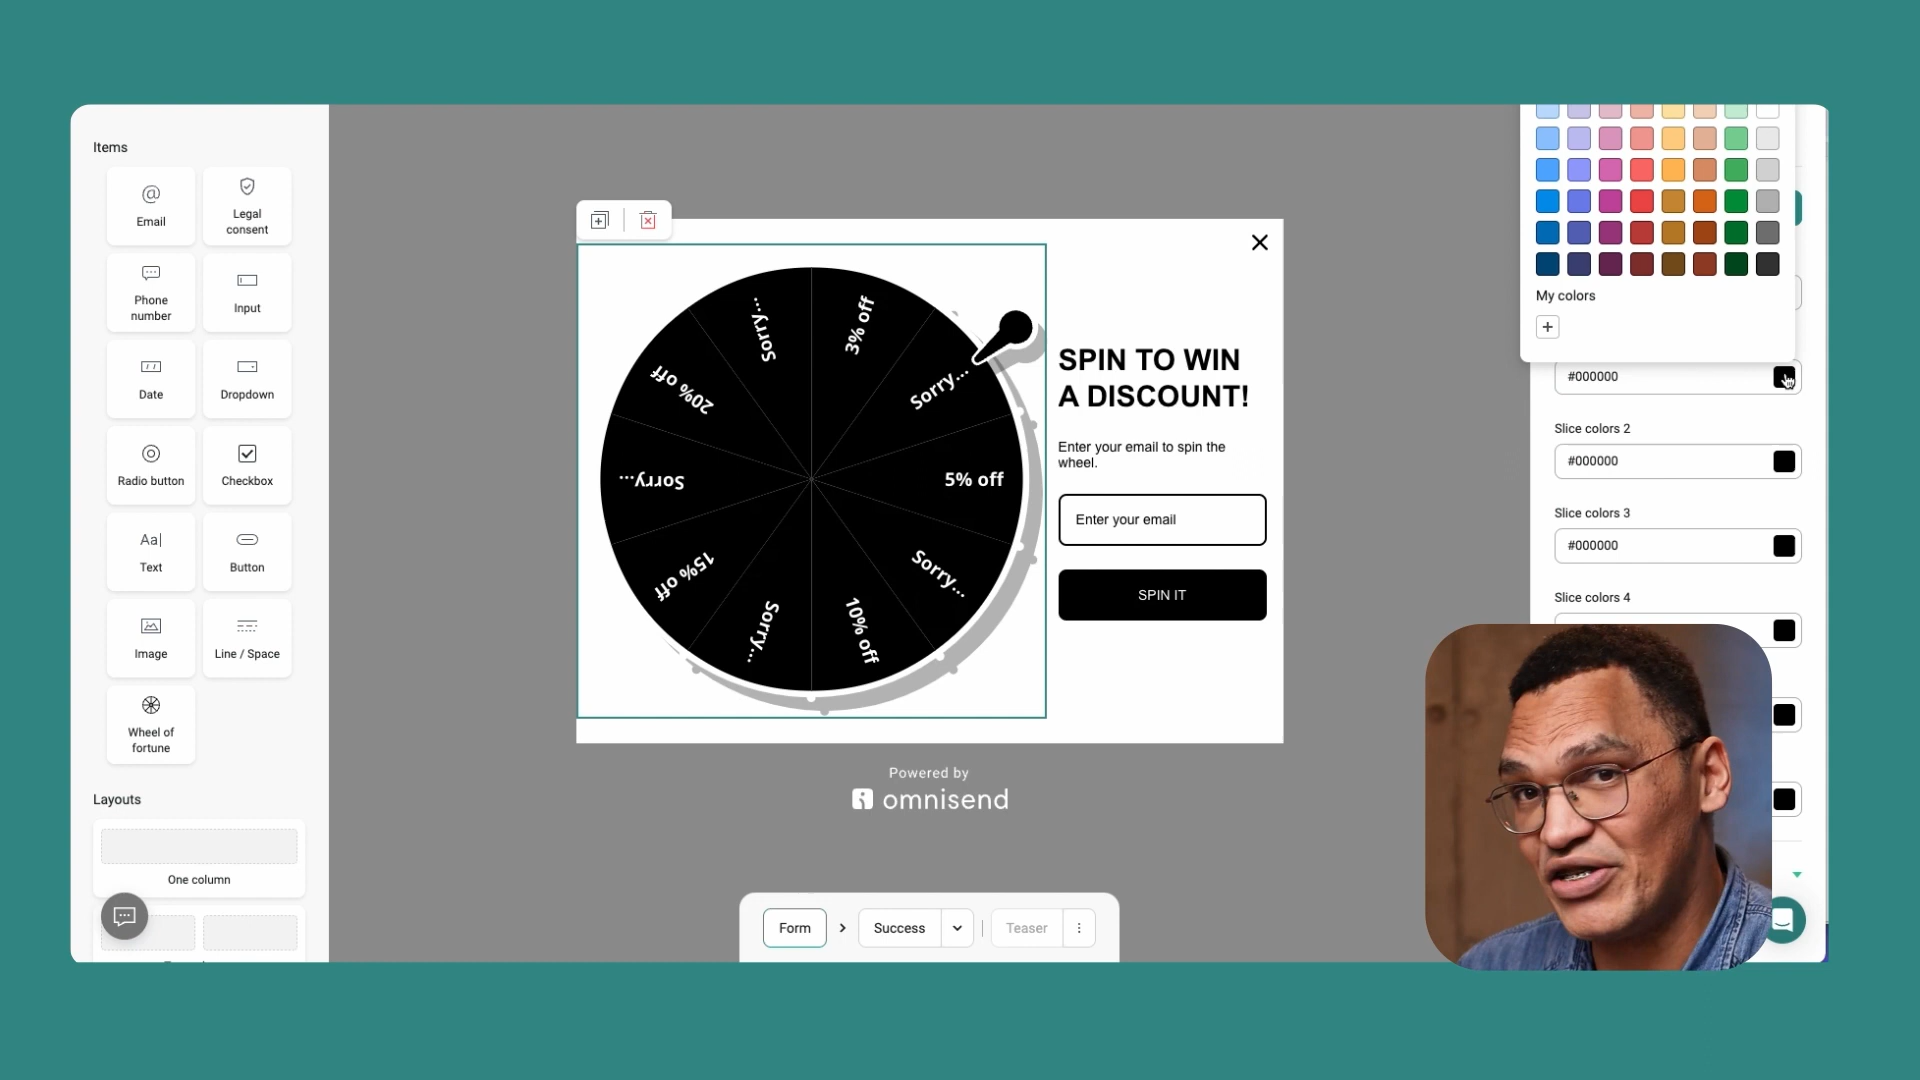 Items
@
Email
Legal
consent
Phone
number
Input
Date
Dropdown
Radio button
Checkbox
Aa|
Text
Button
Image
Line / Space
Wheel of
fortune
Layouts
One column
Sorry...
3% off
Sorry...
5% off
Sorry...
10% off
Sorry...
15% off
Sorry...
20% off
SPIN TO WIN
A DISCOUNT!
Enter your email to spin the
wheel.
Enter your email
SPIN IT
Powered by
omnisend
Form
Success
Teaser
My colors
#000000
Slice colors 2
#000000
Slice colors 3
#000000
Slice colors 4